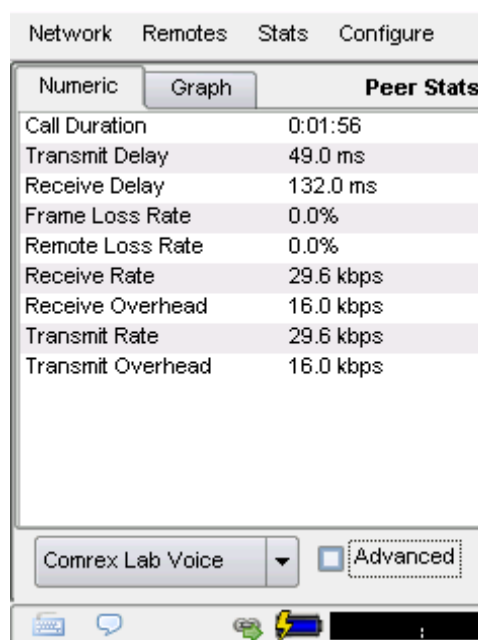 Network Remotes Stats Configure
Numeric Graph Peer Stats
Call Duration 0:01:56
Transmit Delay 49.0 ms
Receive Delay 132.0 ms
Frame Loss Rate 0.0%
Remote Loss Rate 0.0%
Receive Rate 29.6 kbps
Receive Overhead 16.0 kbps
Transmit Rate 29.6 kbps
Transmit Overhead 16.0 kbps
Comrex Lab Voice Advanced